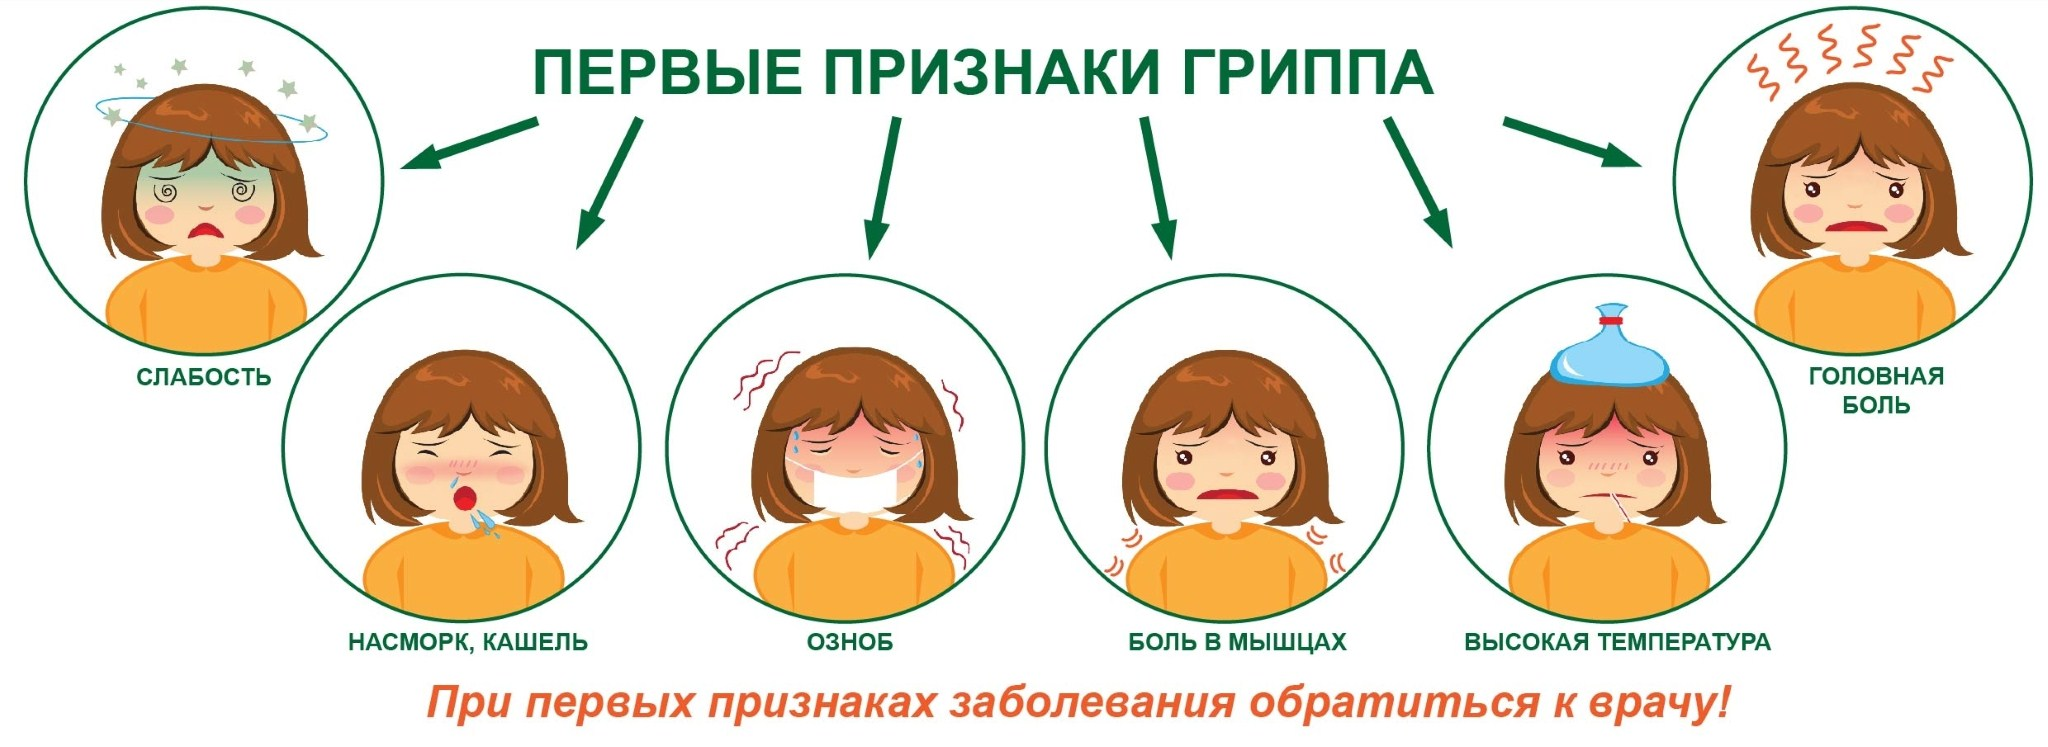 ПЕРВЫЕ ПРИЗНАКИ ГРИППА
СЛАБОСТЬ
НАСМОРК, КАШЕЛЬ
ОЗНОБ
БОЛЬ В МЫШЦАХ
ВЫСОКАЯ ТЕМПЕРАТУРА
ГОЛОВНАЯ
БОЛЬ
При первых признаках заболевания обратиться к врачу!